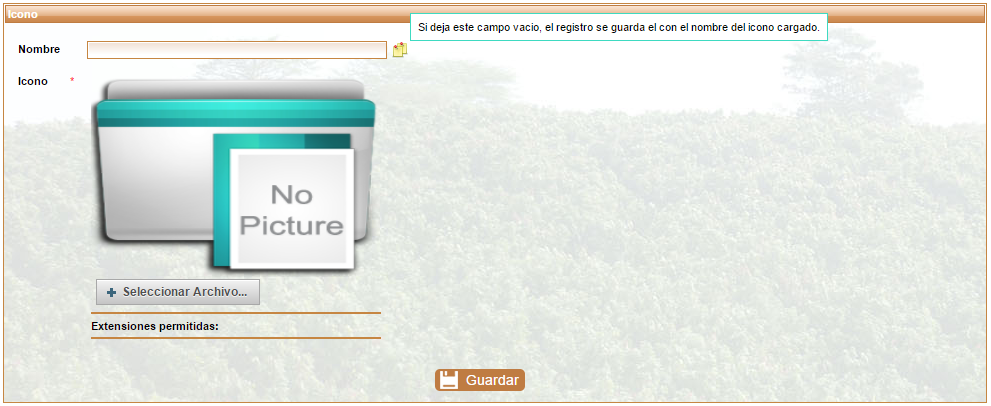 Icono
Si deja este campo vacio, el registro se guarda el con el nombre del icono cargado.
Nombre
Icono *
No
Picture
Seleccionar Archivo...
Extensiones permitidas:
Guardar